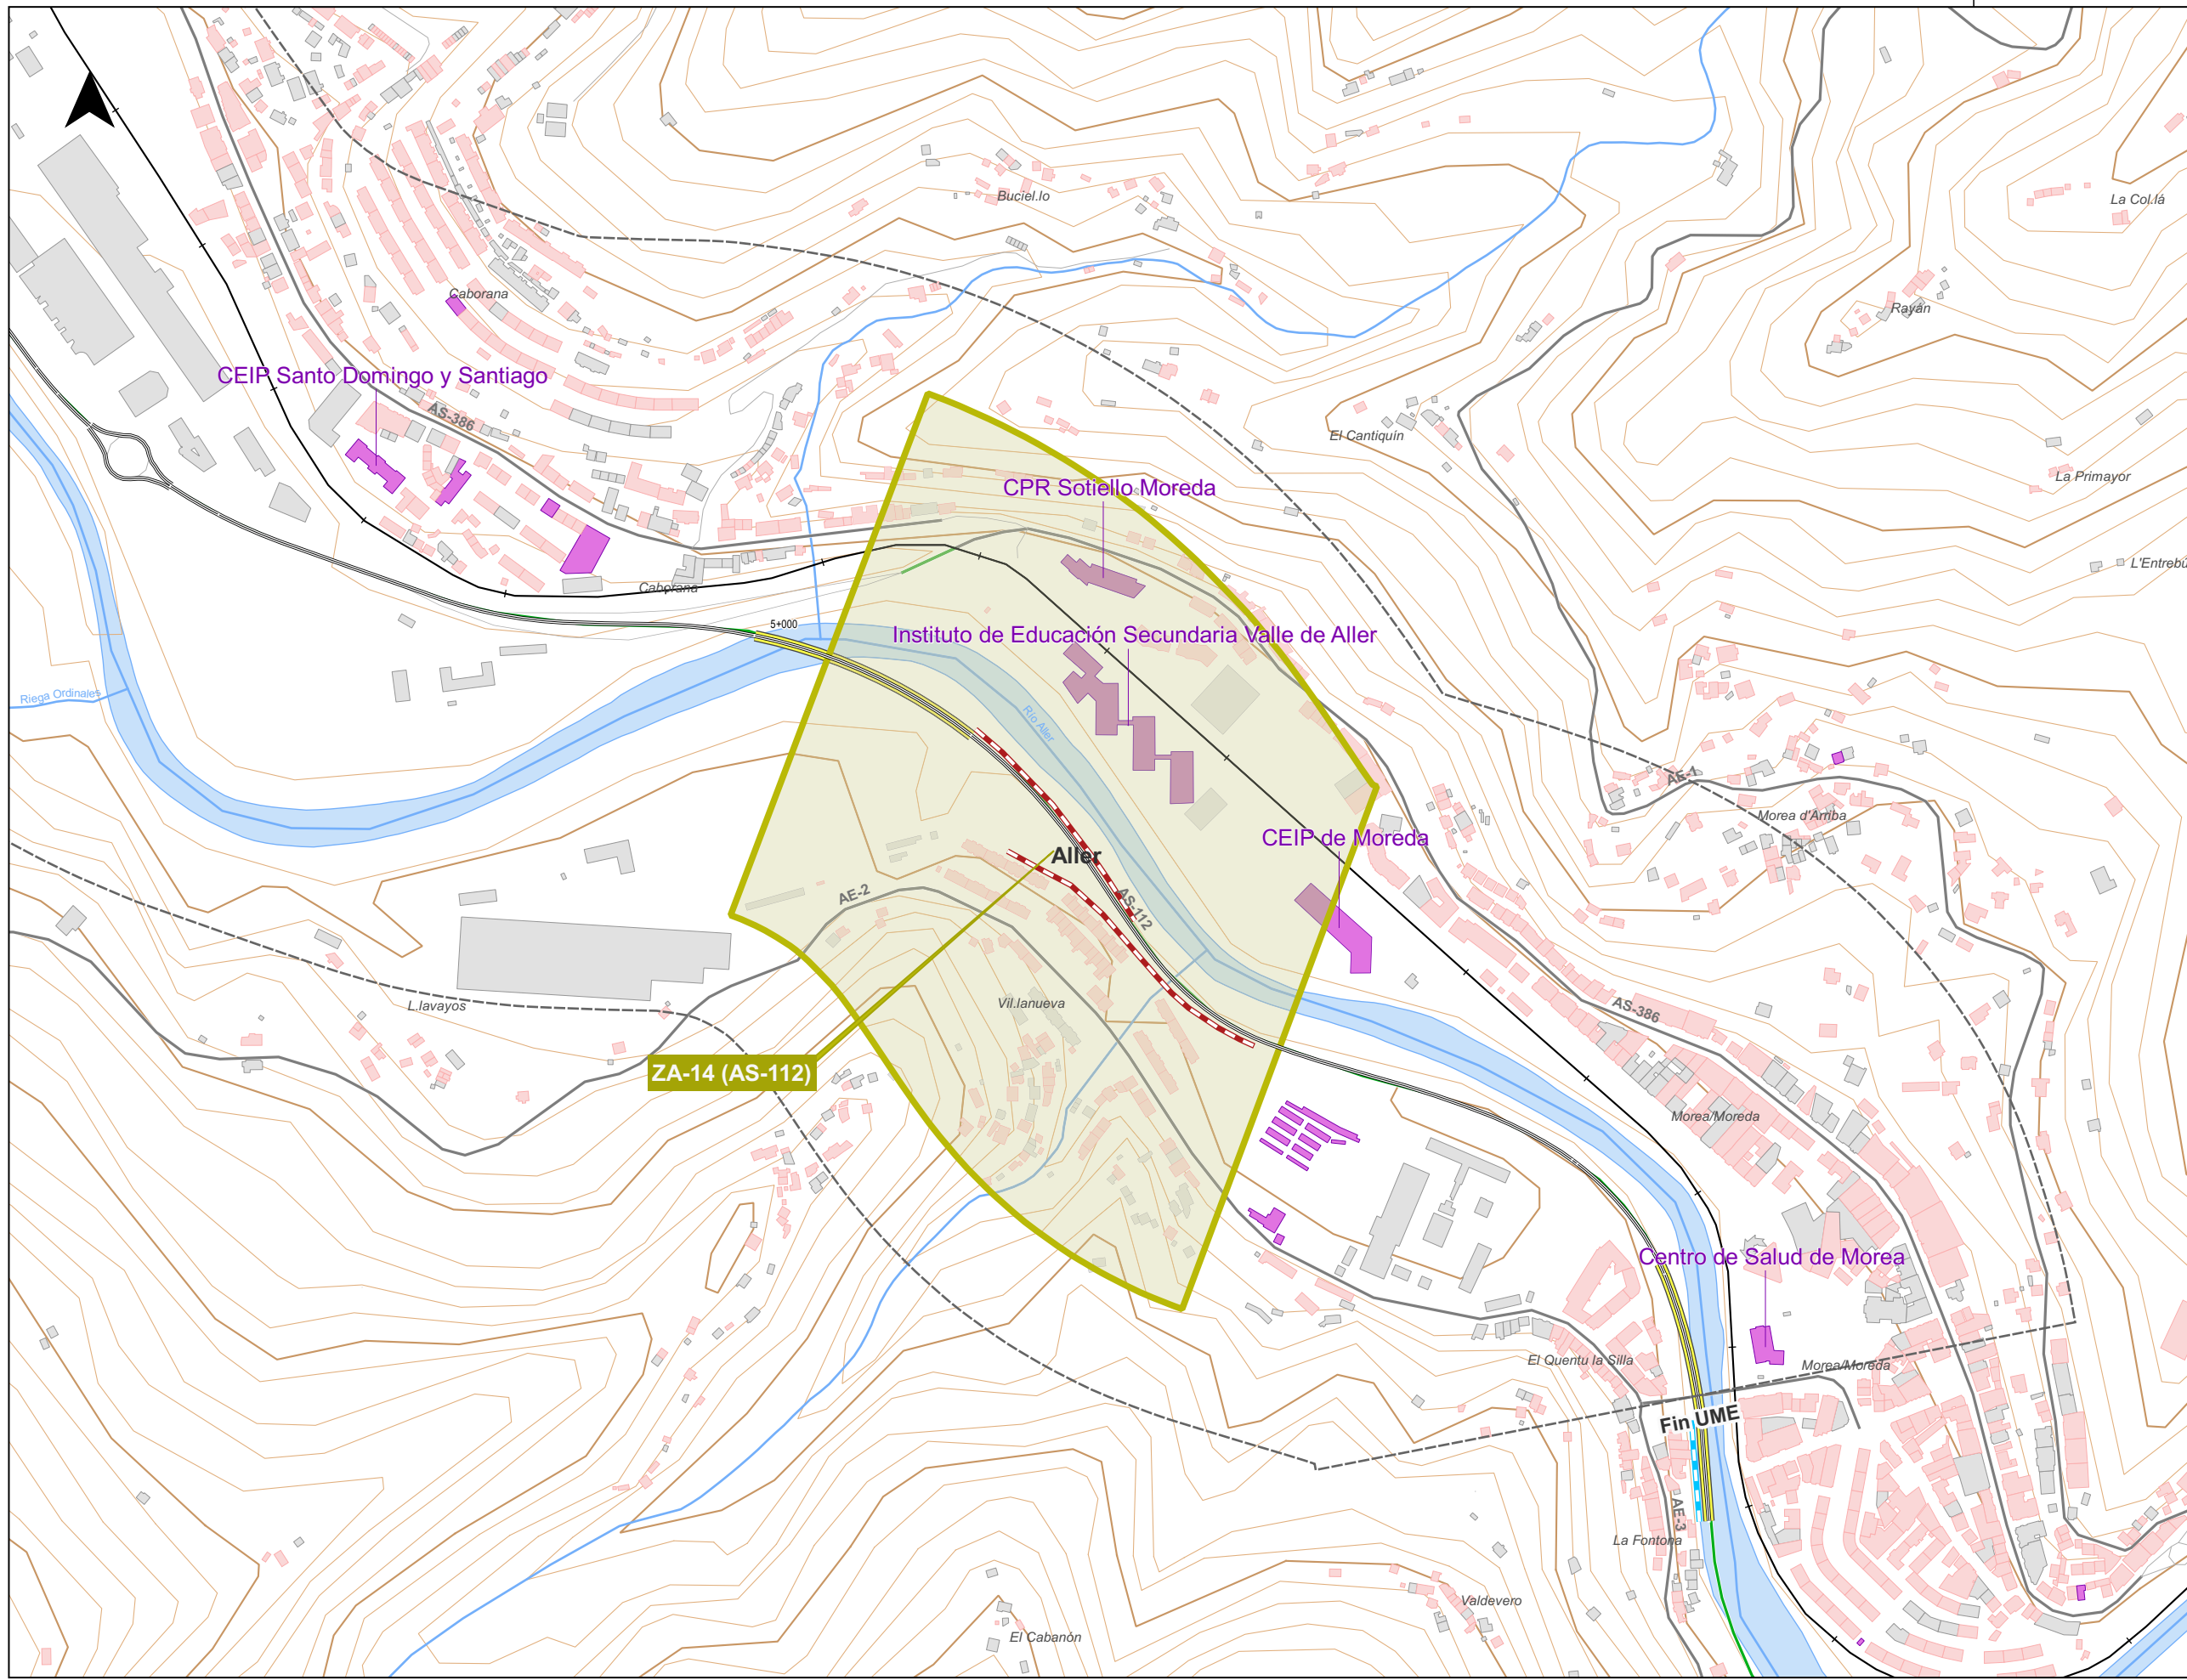 Buciel.lo
La Col.lá
Caborana
Rayán
CEIP Santo Domingo y Santiago
AS-386
El Cantiquín
La Primayor
CPR Sotiello Moreda
L'Entrebú
Caborana
5+000
Instituto de Educación Secundaria Valle de Aller
Riega Ordinales
Río Aller
AE-1
Morea d'Arriba
CEIP de Moreda
Aller
AE-2
AS-112
Vil.lanueva
L.lavayos
AS-386
ZA-14 (AS-112)
Morea/Moreda
Centro de Salud de Morea
El Quentu la Silla
Morea/Moreda
Fin UME
AE-3
La Fontona
Valdevero
El Cabanón